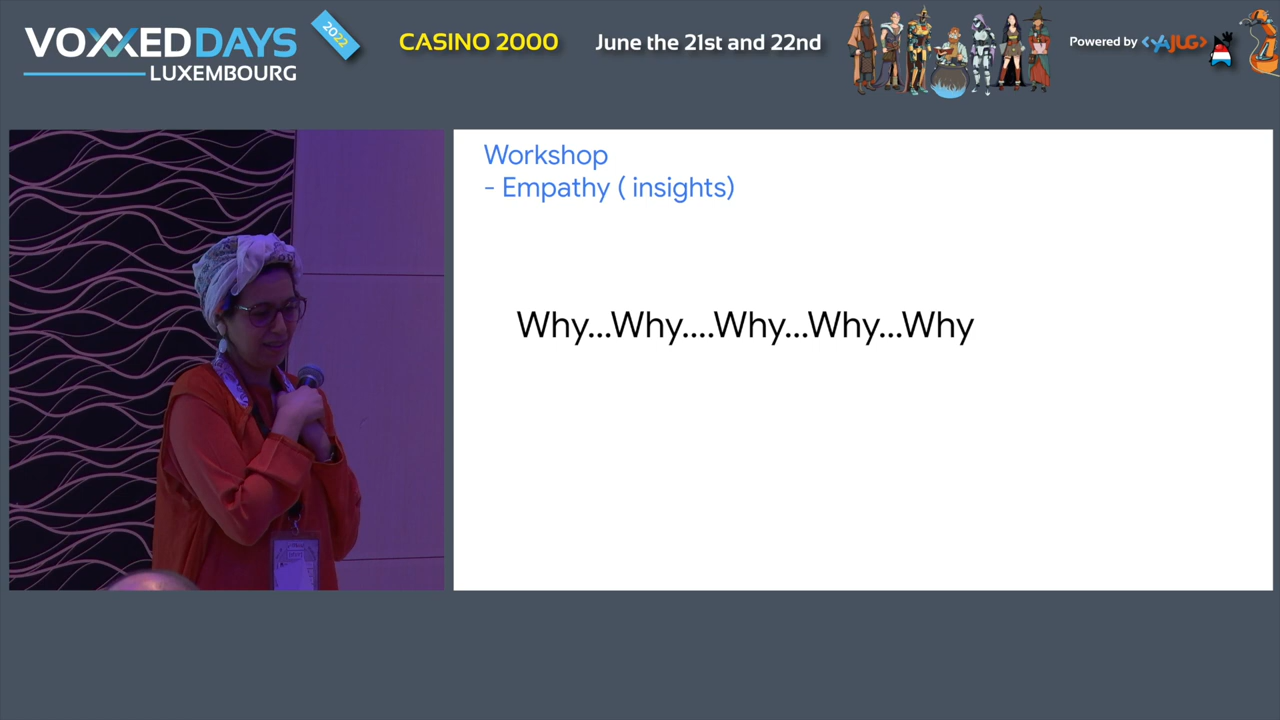 VOXXEDDAYS
LUXEMBOURG
2022
CASINO 2000
June the 21st and 22nd
Powered by <YAJUG>
Workshop
- Empathy ( insights)
Why...Why....Why...Why...Why